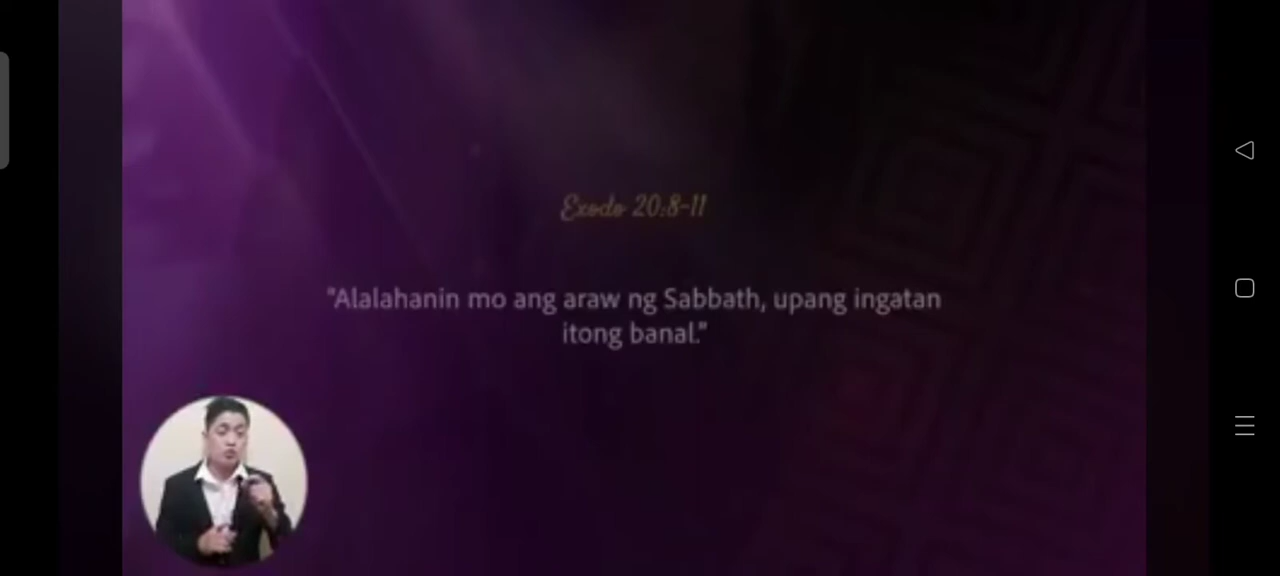 Exodo 20:8-11
"Alalahanin mo ang araw ng Sabbath, upang ingatan
itong banal."